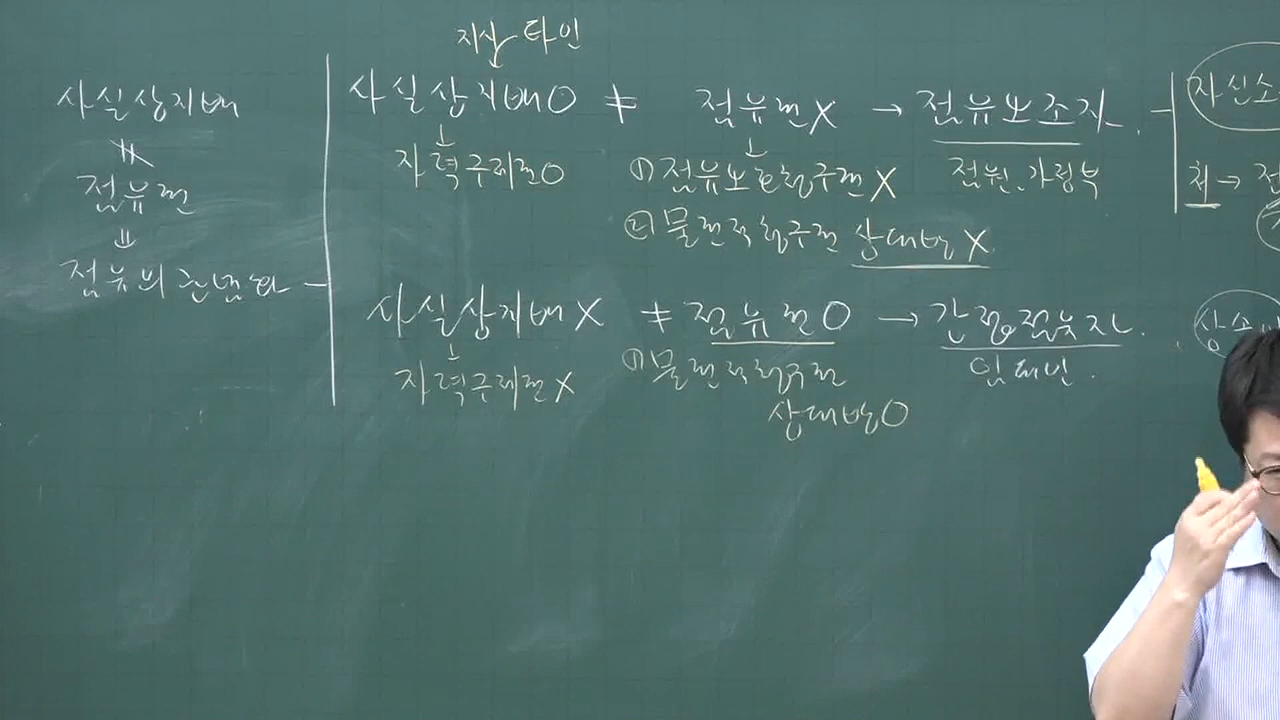 사실상지배
≠
점유권
⇓
점유의 관념화
지시 타인
사실상지배O ≠ 점유권X → 점유보조자.
자력구제권O
① 점유보호청구권X
점원, 가정부
② 물권적청구권 상대방X
사실상지배X ≠ 점유권O → 간접점유자.
자력구제권X
① 물권적청구권
상대방O
임대인.
자신소
상소